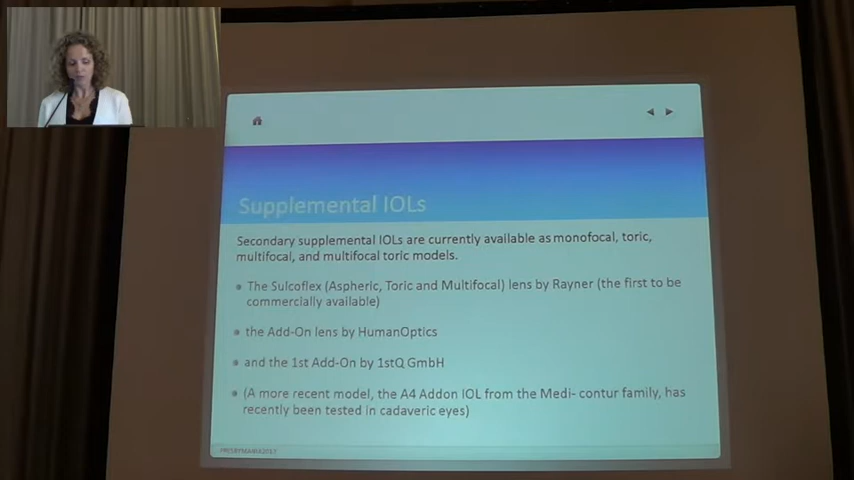 Supplemental IOLs
Secondary supplemental IOLs are currently available as monofocal, toric,
multifocal, and multifocal toric models.
The Sulcoflex (Aspheric, Toric and Multifocal) lens by Rayner (the first to be
commercially available)
the Add-On lens by HumanOptics
and the 1st Add-On by 1stQ GmbH
(A more recent model, the A4 Addon IOL from the Medi- contur family, has
recently been tested in cadaveric eyes)